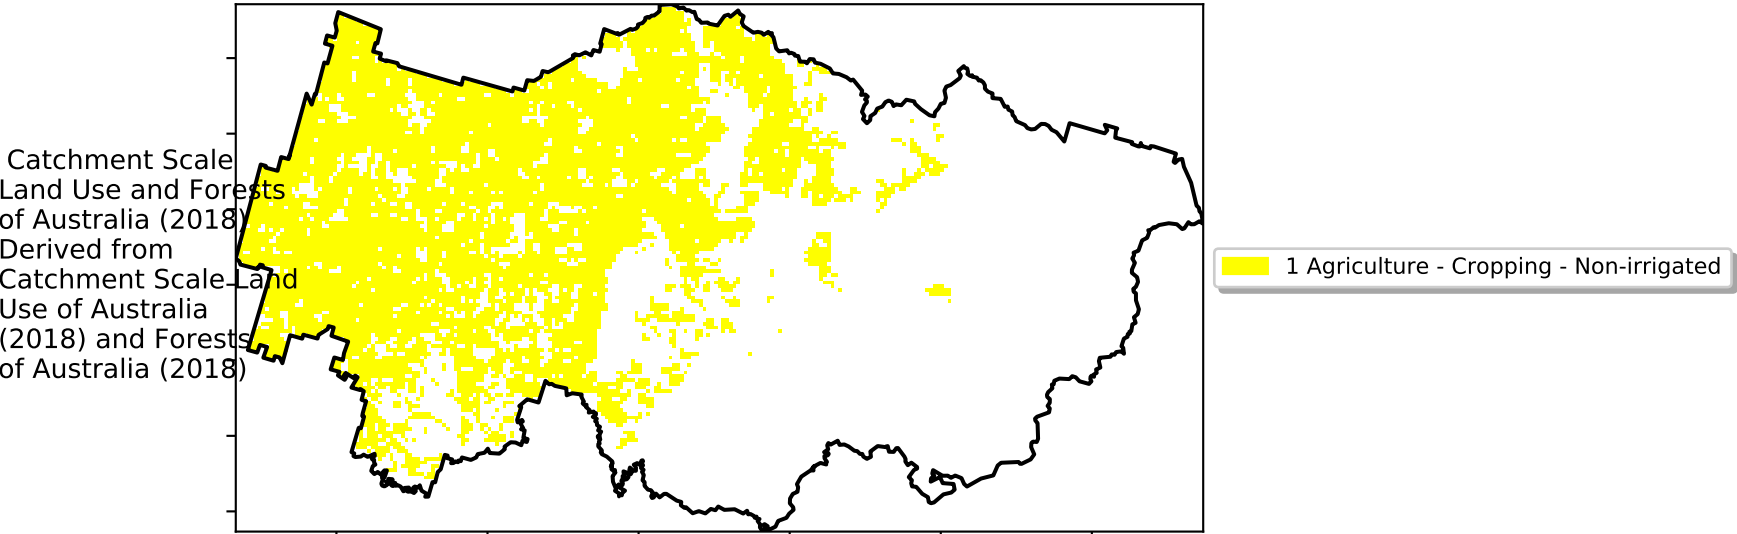 Catchment Scale
Land Use and Forests
of Australia (2018)
Derived from
Catchment Scale Land
Use of Australia
(2018) and Forests
of Australia (2018)
1 Agriculture - Cropping - Non-irrigated